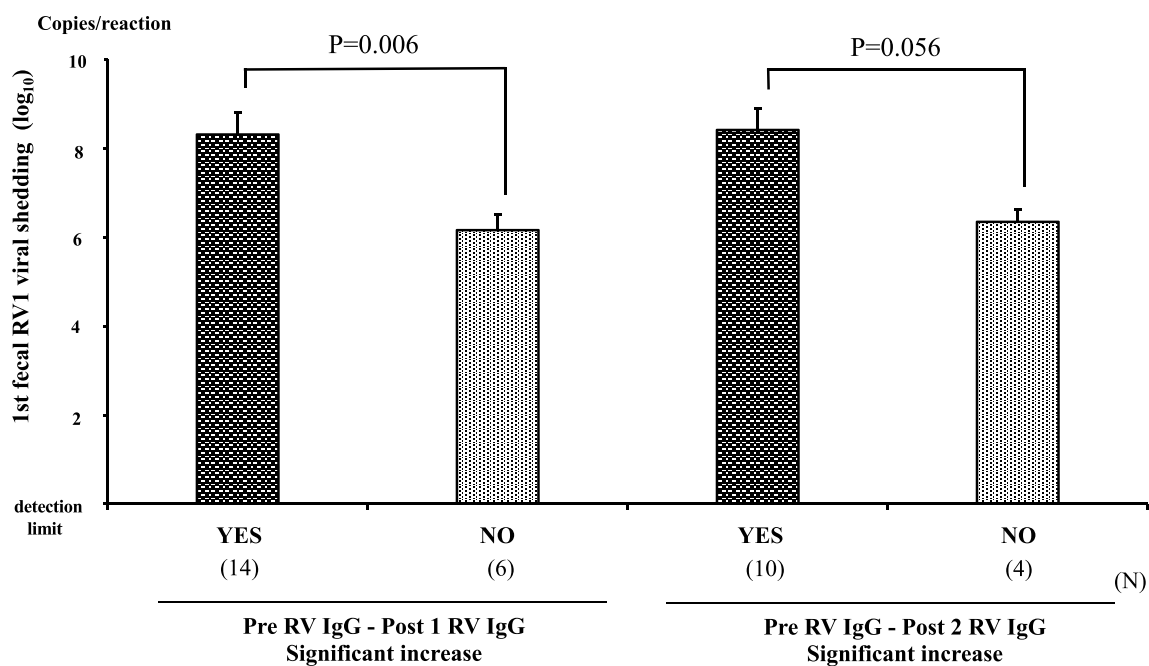 Copies/reaction
1st fecal RV1 viral shedding (log10)
P=0.006
P=0.056
10
8
6
4
2
detection
limit
YES
NO
YES
NO
(14)
(6)
(10)
(4)
(N)
Pre RV IgG - Post 1 RV IgG
Significant increase
Pre RV IgG - Post 2 RV IgG
Significant increase